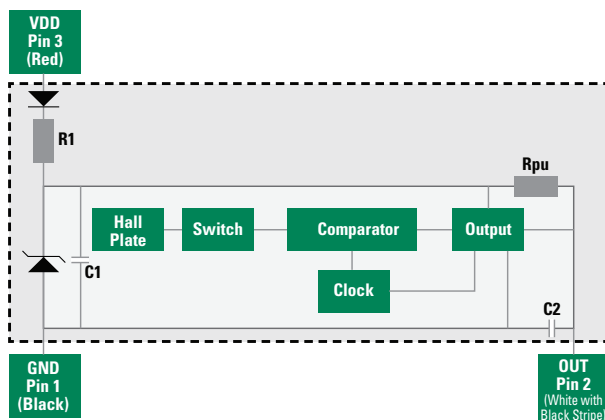 VDD
Pin 3
(Red)
R1
Rpu
Hall
Plate
Switch
Comparator
Output
C1
Clock
C2
GND
Pin 1
(Black)
OUT
Pin 2
(White with
Black Stripe)